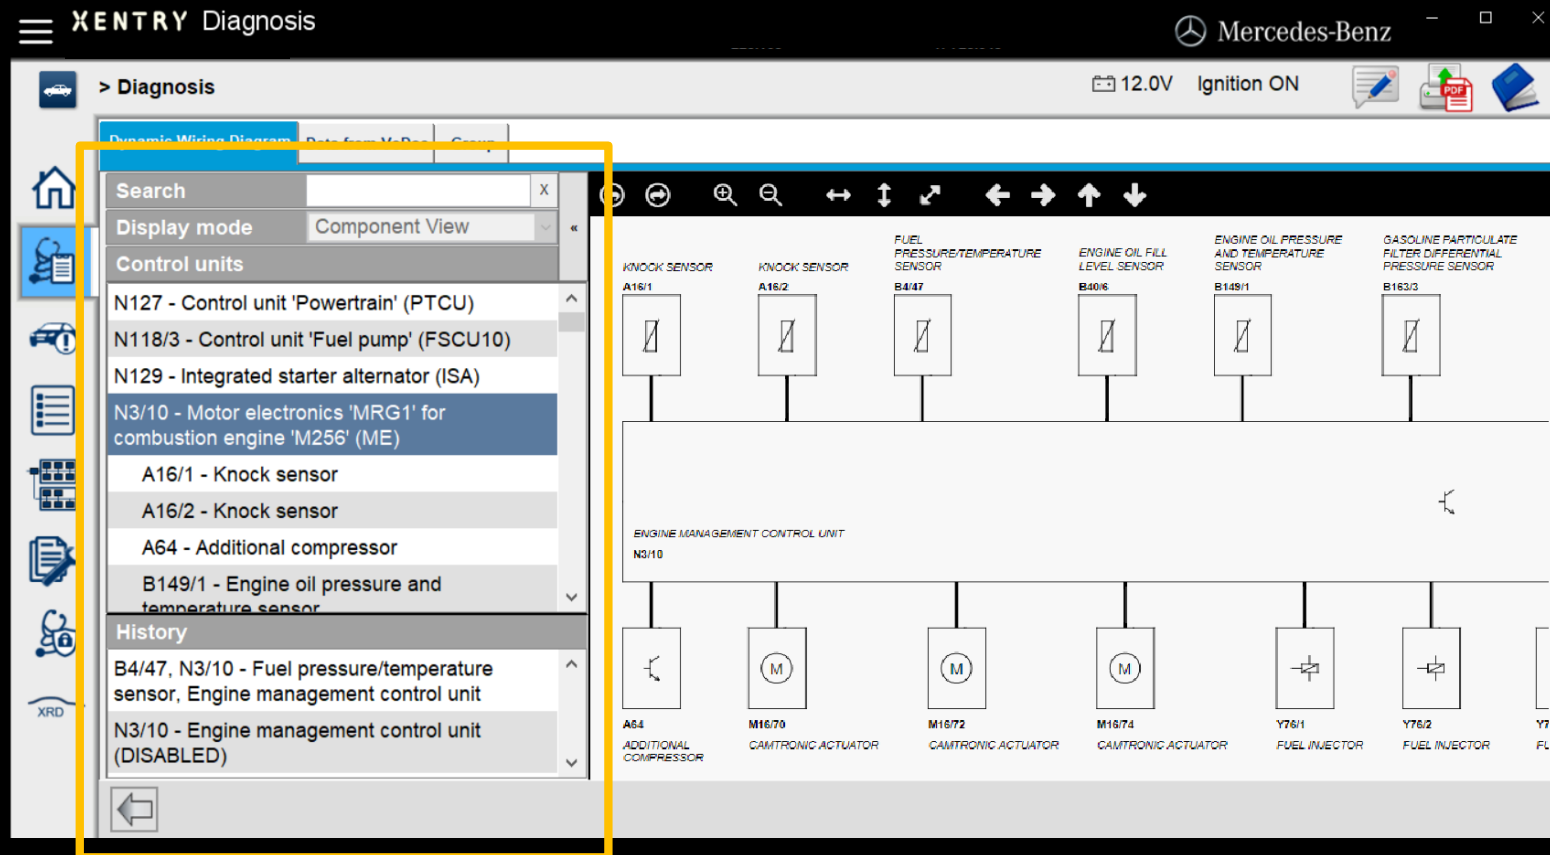 XENTRY Diagnosis
Mercedes-Benz
> Diagnosis
12.0V Ignition ON
PDF
Dynamic Wiring Diagram
Search
X
Display mode
Component View
«
Control units
N127 - Control unit 'Powertrain' (PTCU)
N118/3 - Control unit 'Fuel pump' (FSCU10)
N129 - Integrated starter alternator (ISA)
N3/10 - Motor electronics 'MRG1' for
combustion engine 'M256' (ME)
A16/1 - Knock sensor
A16/2 - Knock sensor
A64 - Additional compressor
B149/1 - Engine oil pressure and
temperature sensor
History
B4/47, N3/10 - Fuel pressure/temperature
sensor, Engine management control unit
N3/10 - Engine management control unit
(DISABLED)
XRD
KNOCK SENSOR
A16/1
KNOCK SENSOR
A16/2
FUEL
PRESSURE/TEMPERATURE
SENSOR
B4/47
ENGINE OIL FILL
LEVEL SENSOR
B40/6
ENGINE OIL PRESSURE
AND TEMPERATURE
SENSOR
B149/1
GASOLINE PARTICULATE
FILTER DIFFERENTIAL
PRESSURE SENSOR
B163/3
ENGINE MANAGEMENT CONTROL UNIT
N3/10
M
M
M
A64
ADDITIONAL
COMPRESSOR
M16/70
CAMTRONIC ACTUATOR
M16/72
CAMTRONIC ACTUATOR
M16/74
CAMTRONIC ACTUATOR
Y76/1
FUEL INJECTOR
Y76/2
FUEL INJECTOR